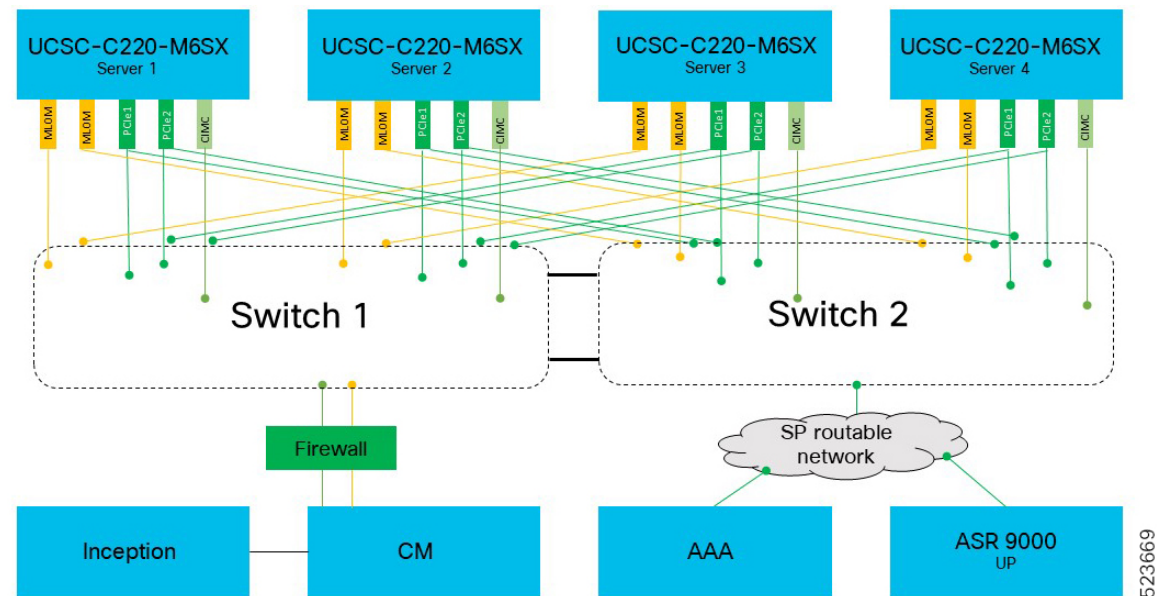 UCSC-C220-M6SX
Server 1
UCSC-C220-M6SX
Server 2
UCSC-C220-M6SX
Server 3
UCSC-C220-M6SX
Server 4
MLOM
MLOM
PCIe1
PCIe2
CIMC
MLOM
MLOM
PCIe1
PCIe2
CIMC
MLOM
MLOM
PCIe1
PCIe2
CIMC
MLOM
MLOM
PCIe1
PCIe2
CIMC
Switch 1
Switch 2
Firewall
SP routable
network
Inception
CM
AAA
ASR 9000
UP
523669